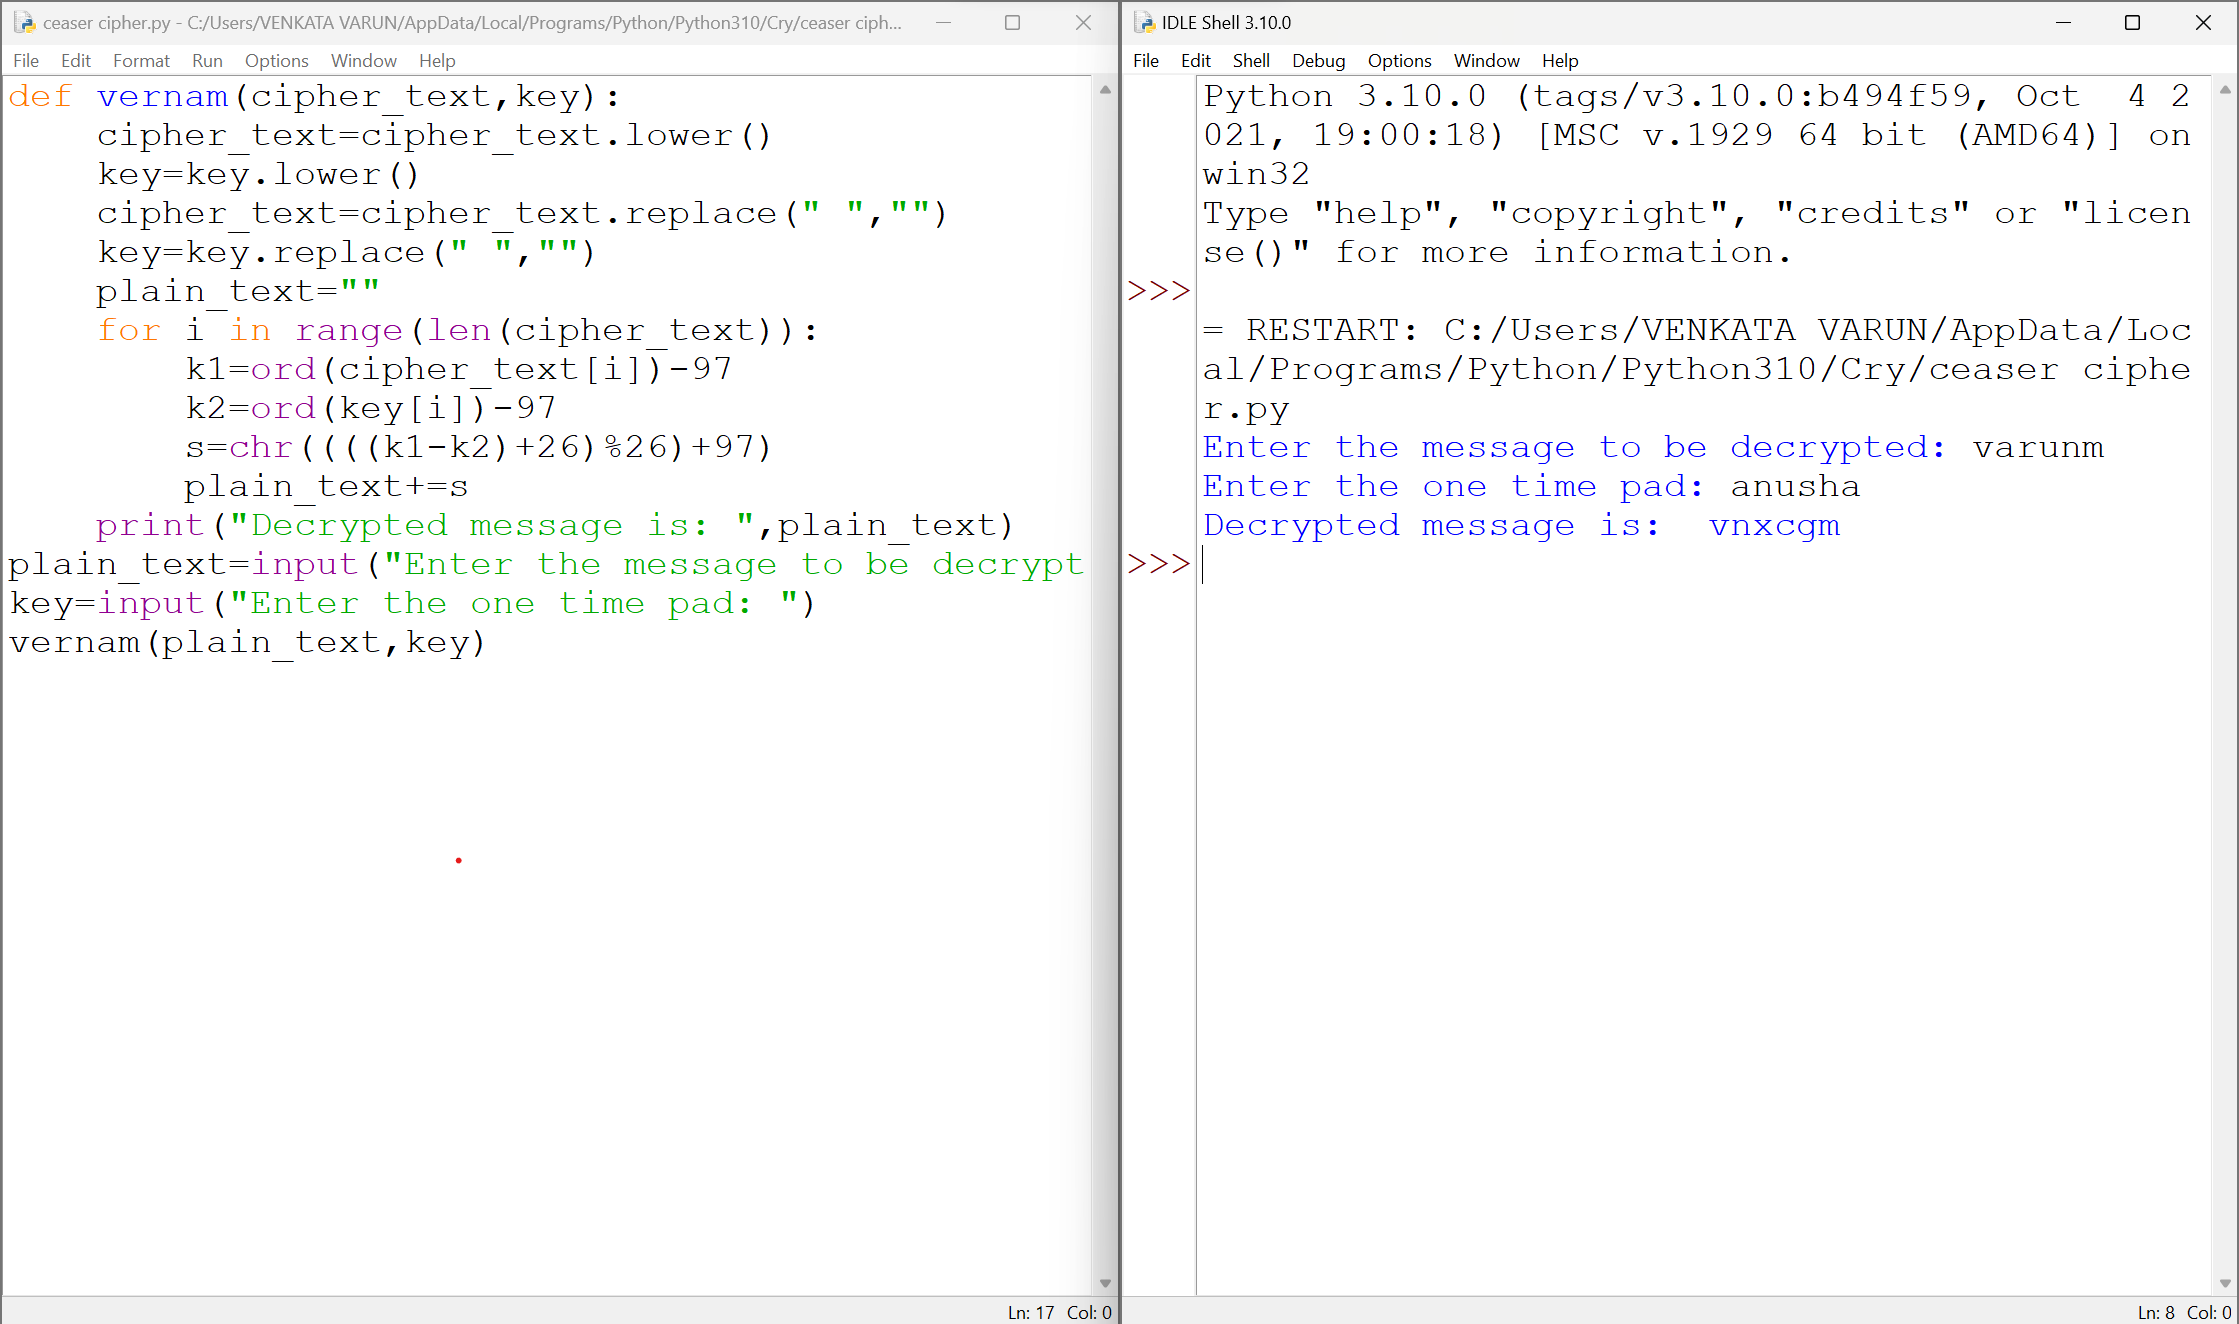 ceaser cipher.py - C:/Users/VENKATA VARUN/AppData/Local/Programs/Python/Python310/Cry/ceaser ciph...
File Edit Format Run Options Window Help
def vernam(cipher_text,key):
    cipher_text=cipher_text.lower()
    key=key.lower()
    cipher_text=cipher_text.replace(" ","")
    key=key.replace(" ","")
    plain_text=""
    for i in range(len(cipher_text)):
        k1=ord(cipher_text[i])-97
        k2=ord(key[i])-97
        s=chr((((k1-k2)+26)%26)+97)
        plain_text+=s
    print("Decrypted message is: ",plain_text)
plain_text=input("Enter the message to be decrypt
key=input("Enter the one time pad: ")
vernam(plain_text,key)
Ln: 17 Col: 0
IDLE Shell 3.10.0
File Edit Shell Debug Options Window Help
Python 3.10.0 (tags/v3.10.0:b494f59, Oct  4 2
021, 19:00:18) [MSC v.1929 64 bit (AMD64)] on
win32
Type "help", "copyright", "credits" or "licen
se()" for more information.
>>>
= RESTART: C:/Users/VENKATA VARUN/AppData/Loc
al/Programs/Python/Python310/Cry/ceaser ciphe
r.py
Enter the message to be decrypted: varunm
Enter the one time pad: anusha
Decrypted message is:  vnxcgm
>>>
Ln: 8 Col: 0